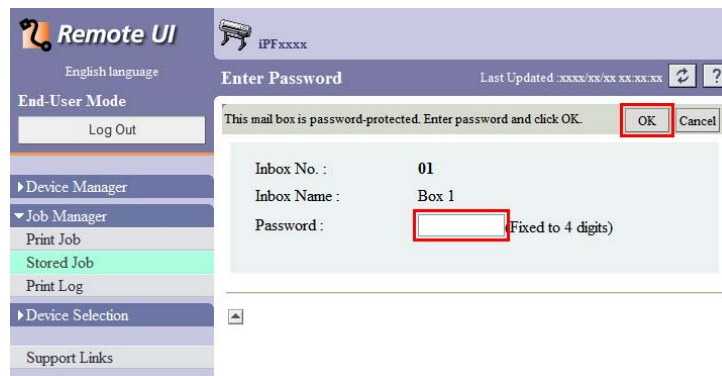 Remote UI
English language
End-User Mode
Log Out
Device Manager
Job Manager
Print Job
Stored Job
Print Log
Device Selection
Support Links
iPFxxxx
Enter Password
Last Updated :xxxx/xx/xx xx:xx:xx
?
This mail box is password-protected. Enter password and click OK.
OK
Cancel
Inbox No. : 01
Inbox Name : Box 1
Password : (Fixed to 4 digits)